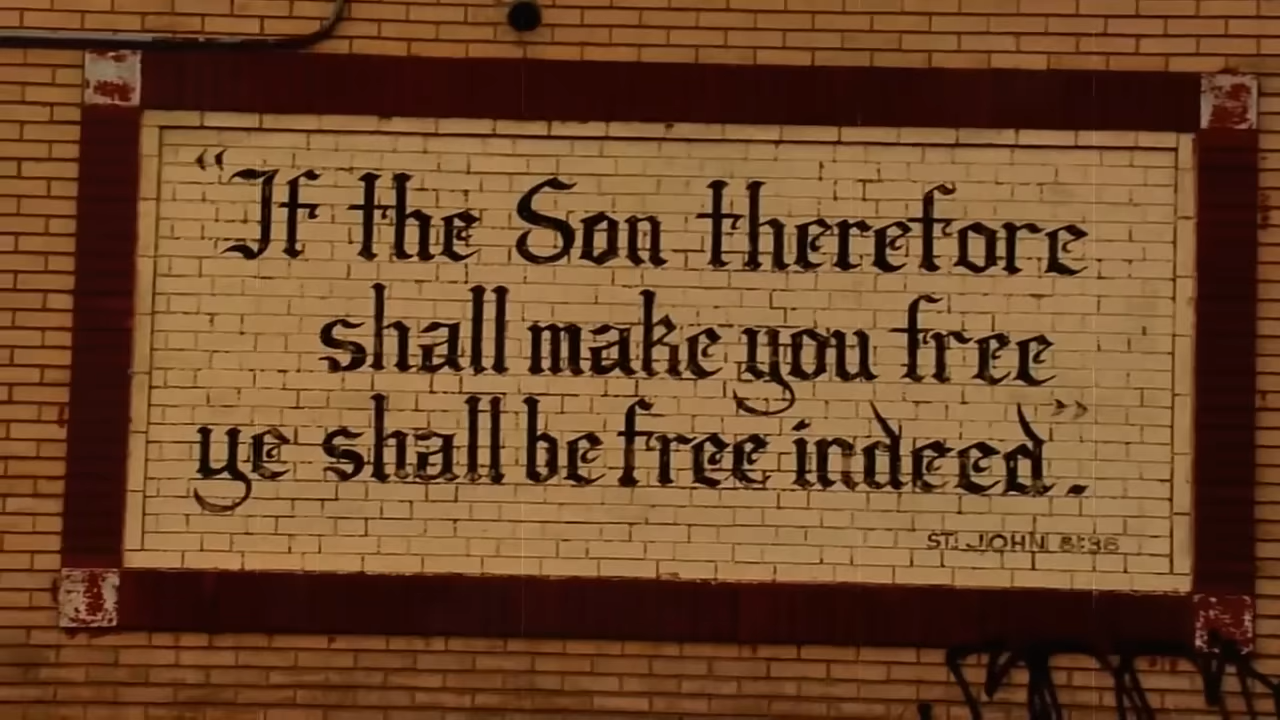 “If the Son therefore
shall make you free
ye shall be free indeed.”
ST. JOHN 8:36